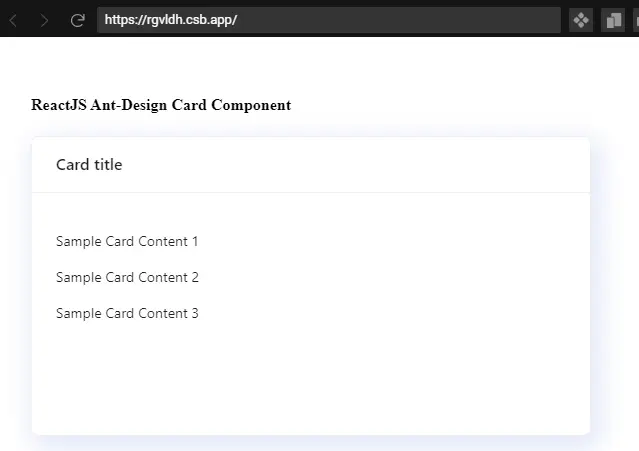 https://rgvldh.csb.app/
ReactJS Ant-Design Card Component
Card title
Sample Card Content 1
Sample Card Content 2
Sample Card Content 3